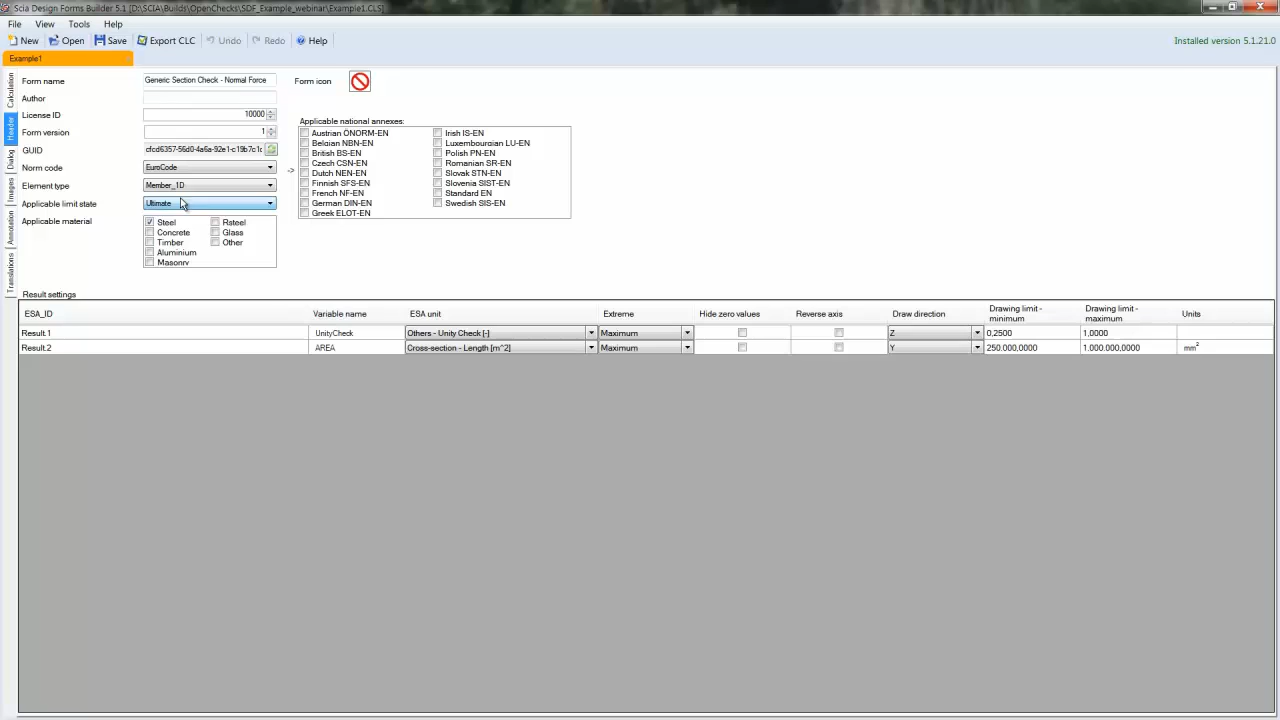 Scia Design Forms Builder 5.1 [D:\SCIA\Builds\OpenChecks\SDF_Example_webinar\Example1.CLS]
File View Tools Help
New Open Save Export CLC Undo Redo Help Installed version 5.1.21.0
Example1
Calculation
Header
Dialog
Images
Annotation
Translations
Form name Generic Section Check - Normal Force Form icon
Author
License ID 10000
Form version 1
GUID cfcd6357-56d0-4a6a-92e1-c19b7c1c
Norm code EuroCode ->
Element type Member_1D
Applicable limit state Ultimate
Applicable material
Steel Rsteel
Concrete Glass
Timber Other
Aluminium
Masonry
Applicable national annexes:
Austrian ÖNORM-EN Irish IS-EN
Belgian NBN-EN Luxembourgian LU-EN
British BS-EN Polish PN-EN
Czech CSN-EN Romanian SR-EN
Dutch NEN-EN Slovak STN-EN
Finnish SFS-EN Slovenia SIST-EN
French NF-EN Standard EN
German DIN-EN Swedish SIS-EN
Greek ELOT-EN
Result settings
ESA_ID Variable name ESA unit Extreme Hide zero values Reverse axis Draw direction Drawing limit - minimum Drawing limit - maximum Units
Result.1 UnityCheck Others - Unity Check [-] Maximum Z 0,2500 1,0000
Result.2 AREA Cross-section - Length [m^2] Maximum Y 250.000,0000 1.000.000,0000 mm²